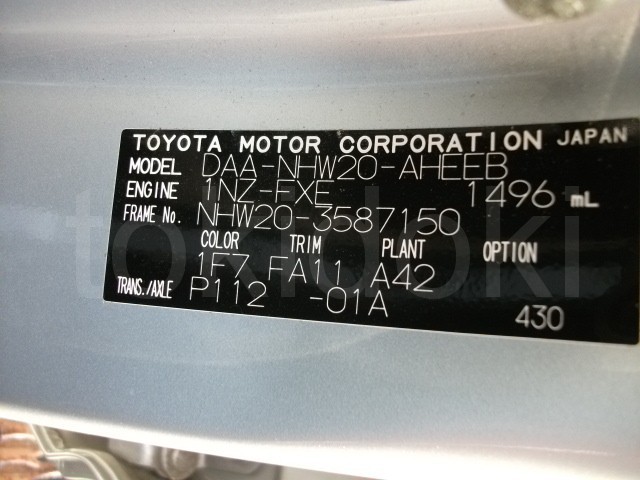 TOYOTA MOTOR CORPORATION JAPAN
MODEL DAA-NHW20-AHEEB
ENGINE 1NZ-FXE 1496 mL
FRAME No. NHW20-3587150
COLOR TRIM PLANT OPTION
1F7 FA11 A42
TRANS./AXLE P112 -01A
430
tokidoki